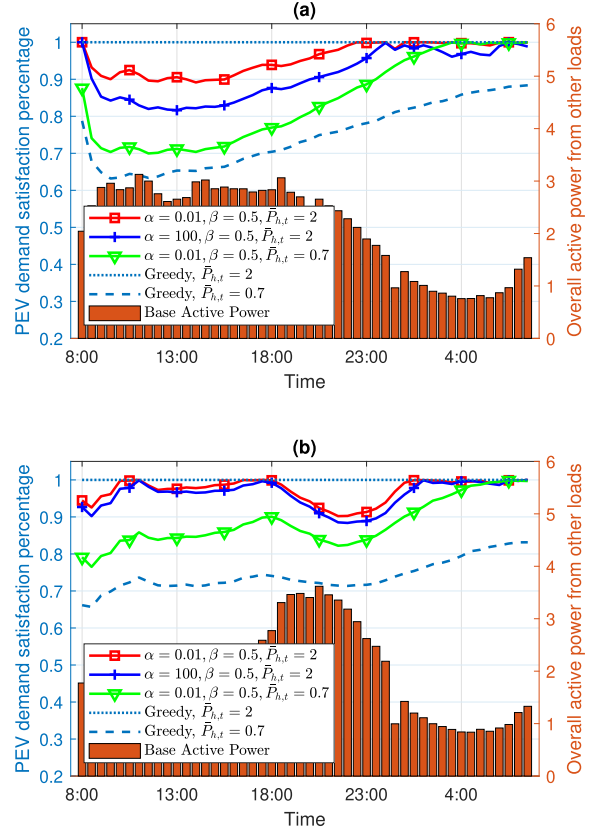 (a)
PEV demand satisfaction percentage
Overall active power from other loads
1
0.9
0.8
0.7
0.6
0.5
0.4
0.3
0.2
6
5
4
3
2
1
0
α = 0.01, β = 0.5, P̄h,t = 2
α = 100, β = 0.5, P̄h,t = 2
α = 0.01, β = 0.5, P̄h,t = 0.7
Greedy, P̄h,t = 2
Greedy, P̄h,t = 0.7
Base Active Power
8:00 13:00 18:00 23:00 4:00
Time
(b)
PEV demand satisfaction percentage
Overall active power from other loads
1
0.9
0.8
0.7
0.6
0.5
0.4
0.3
0.2
6
5
4
3
2
1
0
α = 0.01, β = 0.5, P̄h,t = 2
α = 100, β = 0.5, P̄h,t = 2
α = 0.01, β = 0.5, P̄h,t = 0.7
Greedy, P̄h,t = 2
Greedy, P̄h,t = 0.7
Base Active Power
8:00 13:00 18:00 23:00 4:00
Time